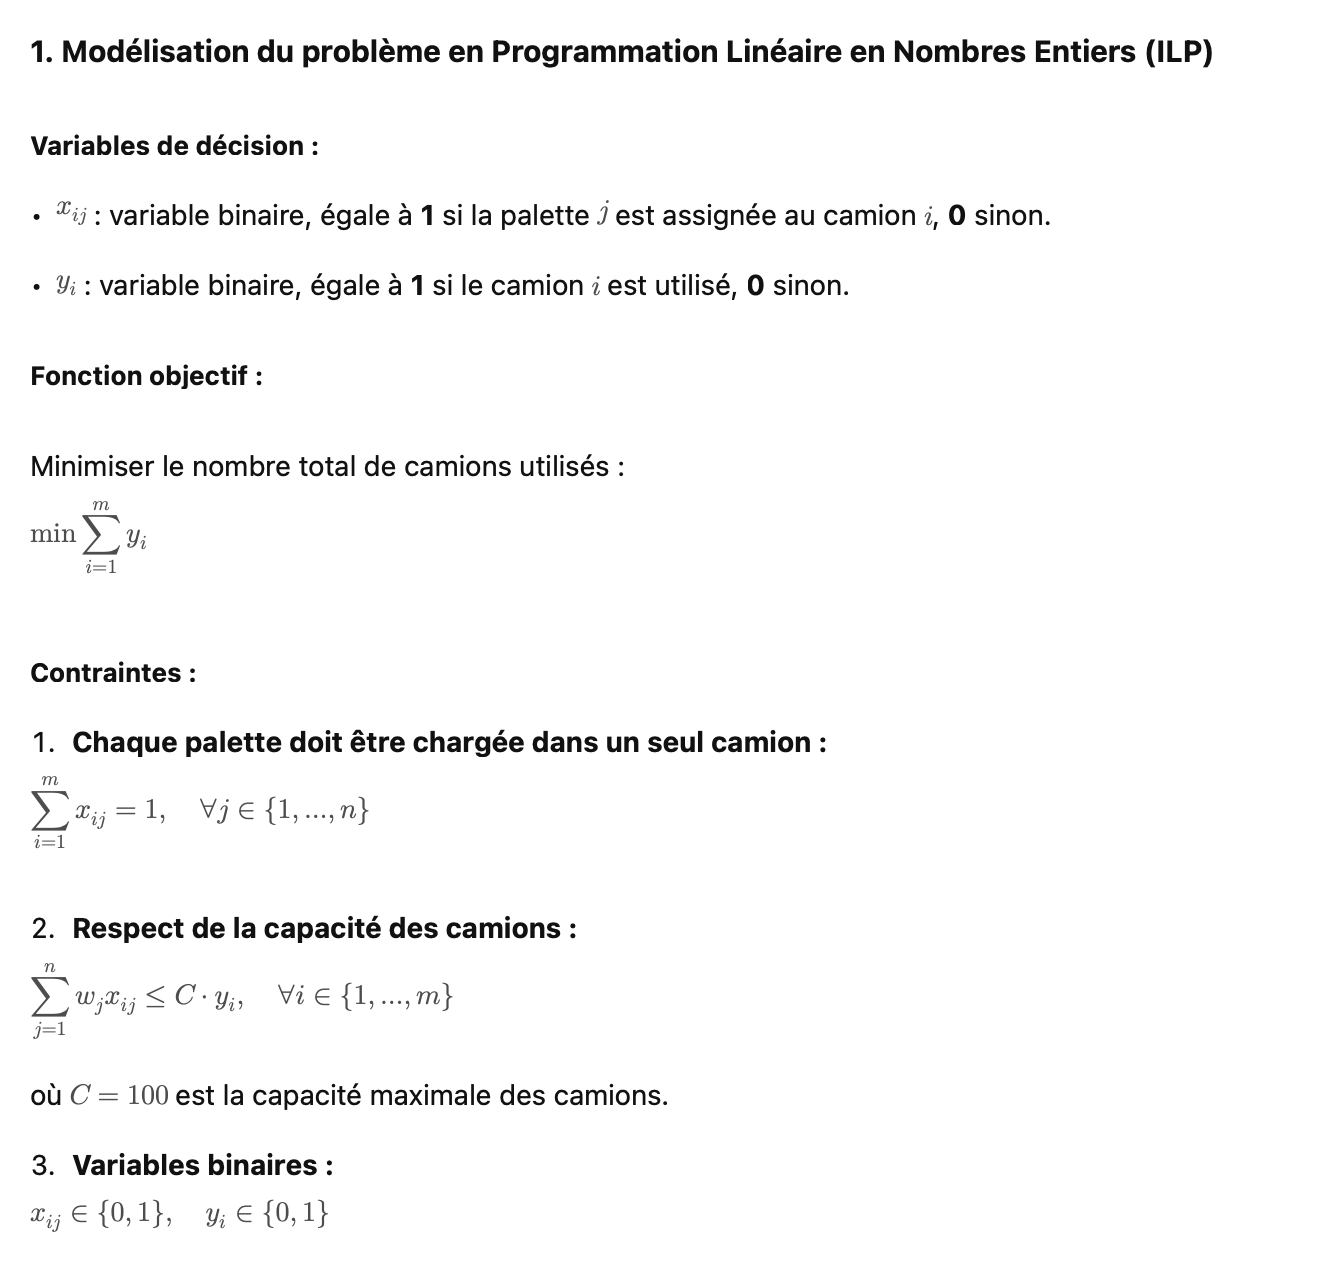 1. Modélisation du problème en Programmation Linéaire en Nombres Entiers (ILP)
Variables de décision :
• $x_{ij}$ : variable binaire, égale à 1 si la palette $j$ est assignée au camion $i$, 0 sinon.
• $y_i$ : variable binaire, égale à 1 si le camion $i$ est utilisé, 0 sinon.
Fonction objectif :
Minimiser le nombre total de camions utilisés :
$\min \sum_{i=1}^{m} y_i$
Contraintes :
1. Chaque palette doit être chargée dans un seul camion :
$\sum_{i=1}^{m} x_{ij} = 1, \quad \forall j \in \{1, ..., n\}$
2. Respect de la capacité des camions :
$\sum_{j=1}^{n} w_j x_{ij} \leq C \cdot y_i, \quad \forall i \in \{1, ..., m\}$
où $C = 100$ est la capacité maximale des camions.
3. Variables binaires :
$x_{ij} \in \{0, 1\}, \quad y_i \in \{0, 1\}$